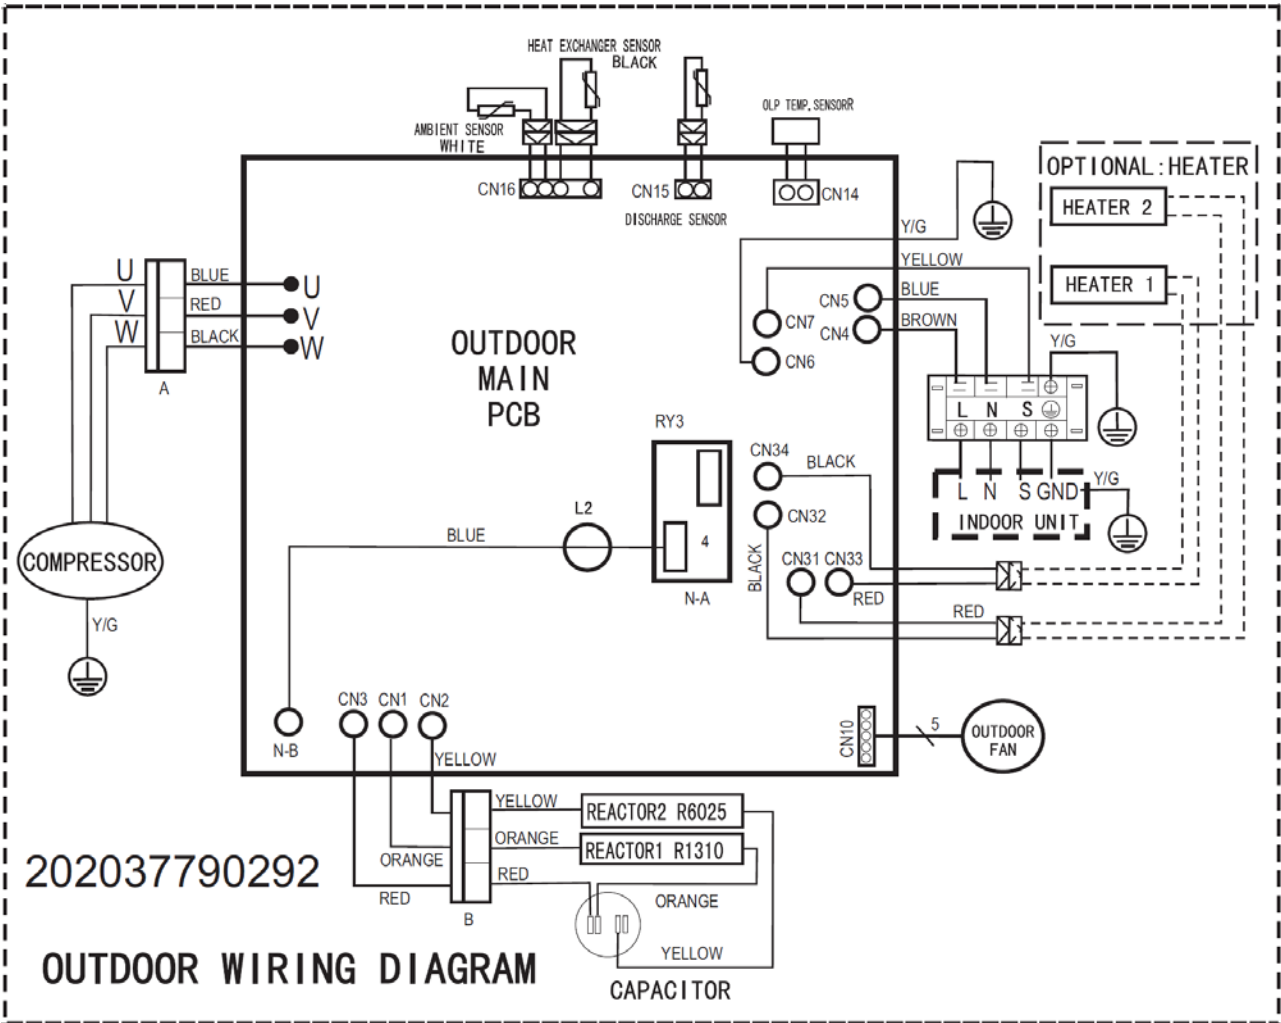 HEAT EXCHANGER SENSOR
BLACK
AMBIENT SENSOR
WHITE
OLP TEMP. SENSORR
CN16
CN15
CN14
DISCHARGE SENSOR
OPTIONAL:HEATER
HEATER 2
HEATER 1
Y/G
YELLOW
BLUE
BROWN
CN5
CN4
CN7
CN6
Y/G
U
V
W
BLUE
RED
BLACK
U
V
W
A
OUTDOOR
MAIN
PCB
L N S
L N S GND
Y/G
INDOOR UNIT
RY3
4
N-A
L2
BLUE
CN34
BLACK
CN32
BLACK
CN31 CN33
RED
RED
COMPRESSOR
Y/G
N-B
CN3 CN1 CN2
YELLOW
CN10
5
OUTDOOR
FAN
YELLOW
REACTOR2 R6025
ORANGE
REACTOR1 R1310
ORANGE
RED
RED
B
ORANGE
YELLOW
CAPACITOR
202037790292
OUTDOOR WIRING DIAGRAM